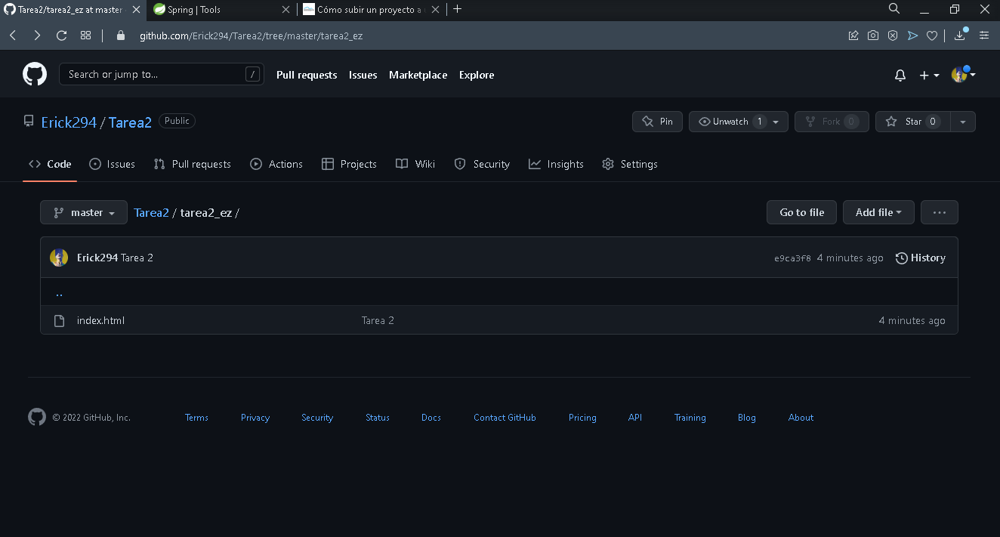 Tarea2/tarea2_ez at master
Spring | Tools
Cómo subir un proyecto a
github.com/Erick294/Tarea2/tree/master/tarea2_ez
Search or jump to...
/
Pull requests
Issues
Marketplace
Explore
Erick294 / Tarea2
Public
Pin
Unwatch 1
Fork 0
Star 0
Code
Issues
Pull requests
Actions
Projects
Wiki
Security
Insights
Settings
master
Tarea2 / tarea2_ez /
Go to file
Add file
...
Erick294 Tarea 2
e9ca3f8 4 minutes ago
History
..
index.html
Tarea 2
4 minutes ago
© 2022 GitHub, Inc.
Terms
Privacy
Security
Status
Docs
Contact GitHub
Pricing
API
Training
Blog
About